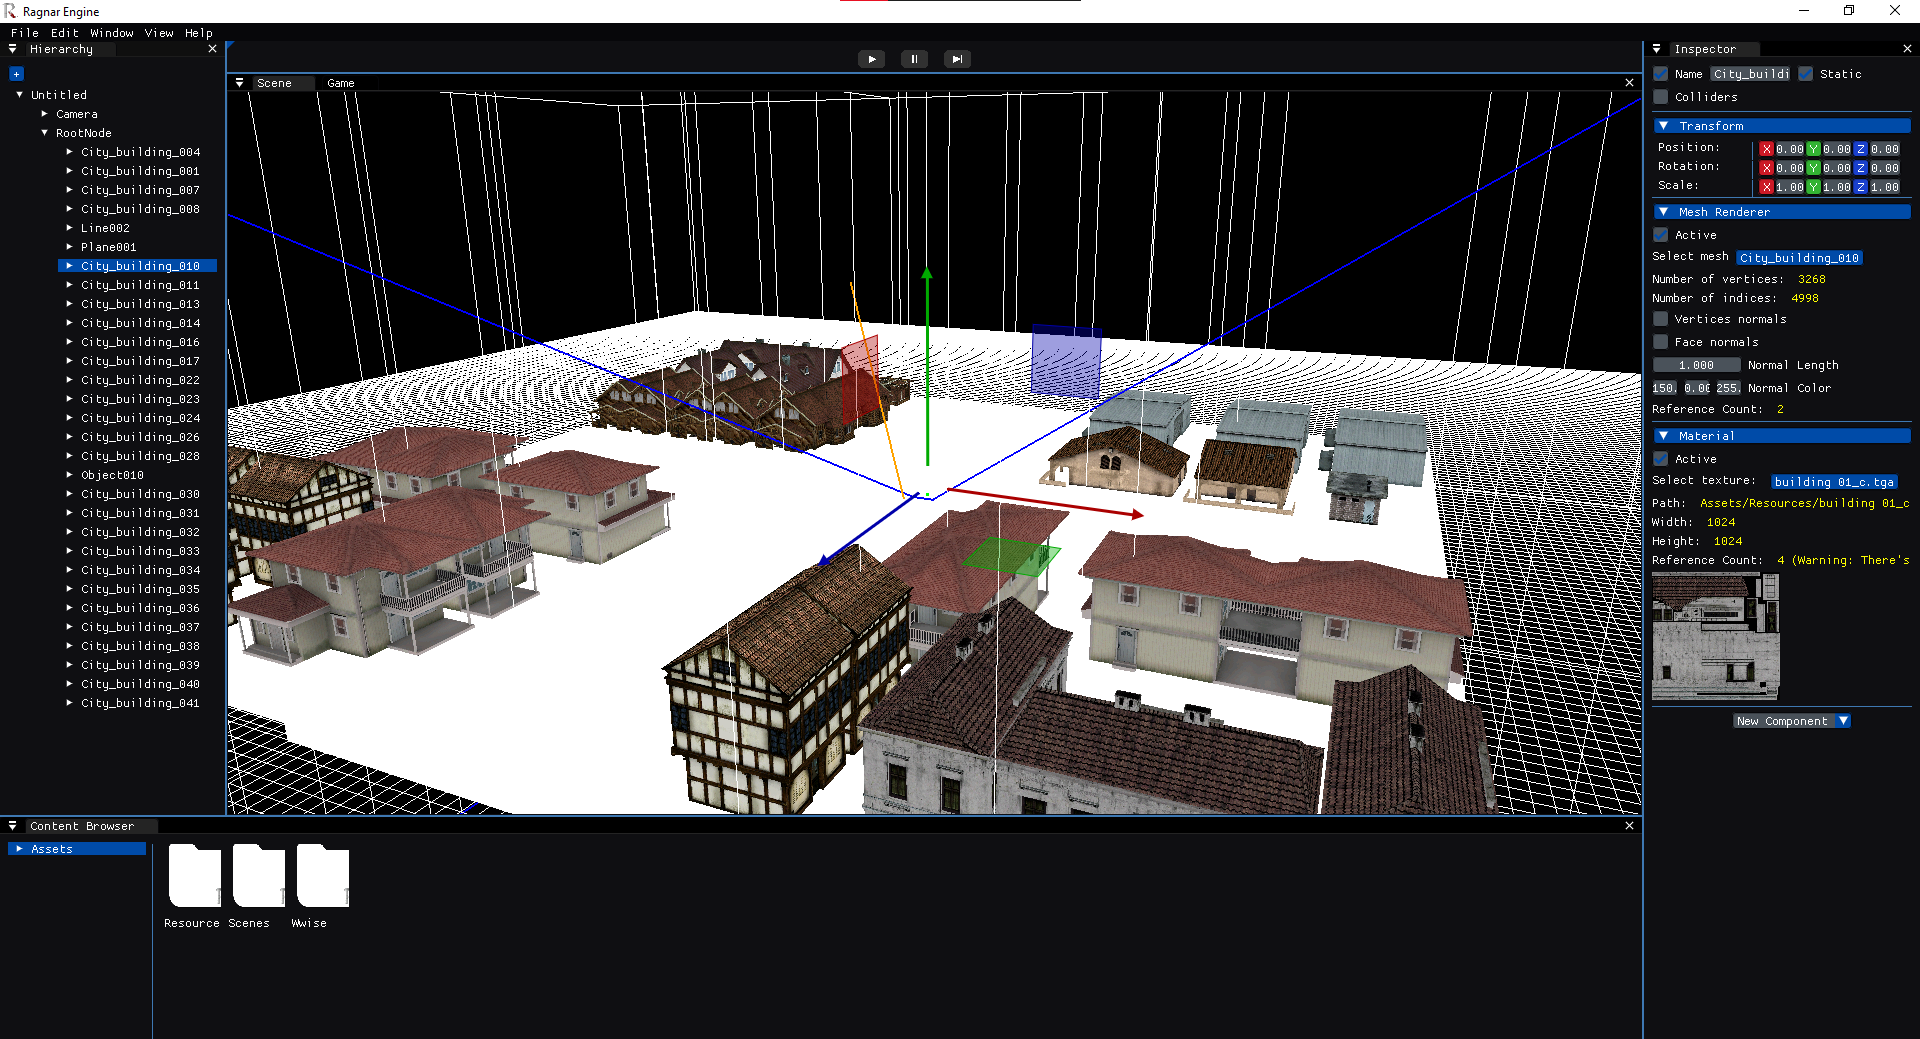 Ragnar Engine
File Edit Window View Help
Hierarchy
+
Untitled
Camera
RootNode
City_building_004
City_building_001
City_building_007
City_building_008
Line002
Plane001
City_building_010
City_building_011
City_building_013
City_building_014
City_building_016
City_building_017
City_building_022
City_building_023
City_building_024
City_building_026
City_building_028
Object010
City_building_030
City_building_031
City_building_032
City_building_033
City_building_034
City_building_035
City_building_036
City_building_037
City_building_038
City_building_039
City_building_040
City_building_041
Scene Game
Inspector
Name City_buildi Static
Colliders
Transform
Position: X 0.00 Y 0.00 Z 0.00
Rotation: X 0.00 Y 0.00 Z 0.00
Scale: X 1.00 Y 1.00 Z 1.00
Mesh Renderer
Active
Select mesh City_building_010
Number of vertices: 3268
Number of indices: 4998
Vertices normals
Face normals
1.000 Normal Length
150. 0.00 255. Normal Color
Reference Count: 2
Material
Active
Select texture: building 01_c.tga
Path: Assets/Resources/building 01_c
Width: 1024
Height: 1024
Reference Count: 4 (Warning: There's
New Component
Content Browser
Assets
Resource Scenes Wwise